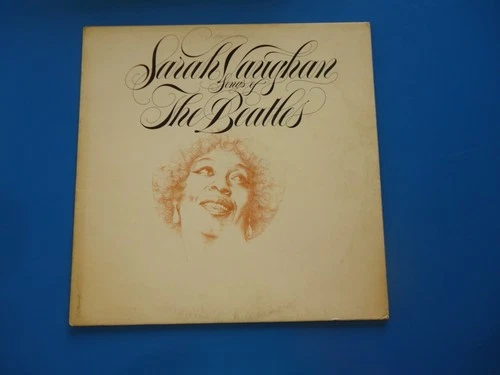 Sarah Vaughan
Songs of
The Beatles